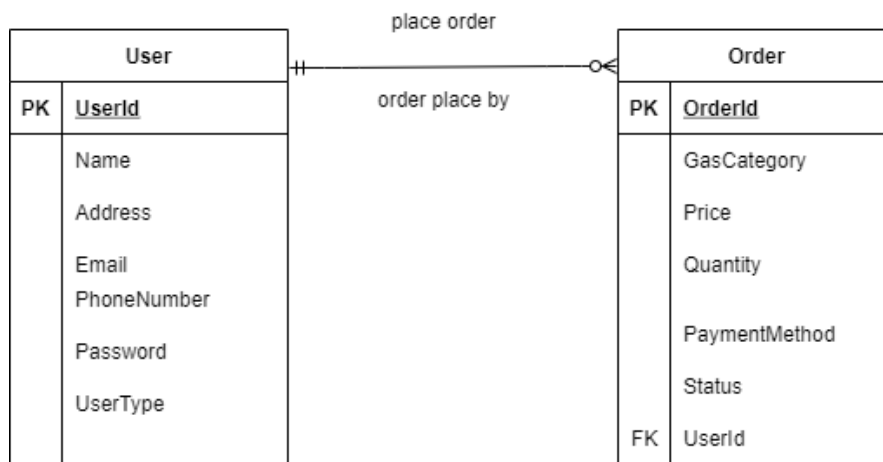 place order
User
Order
order place by
PK UserId
PK OrderId
Name
GasCategory
Address
Price
Email
Quantity
PhoneNumber
PaymentMethod
Password
Status
UserType
FK UserId